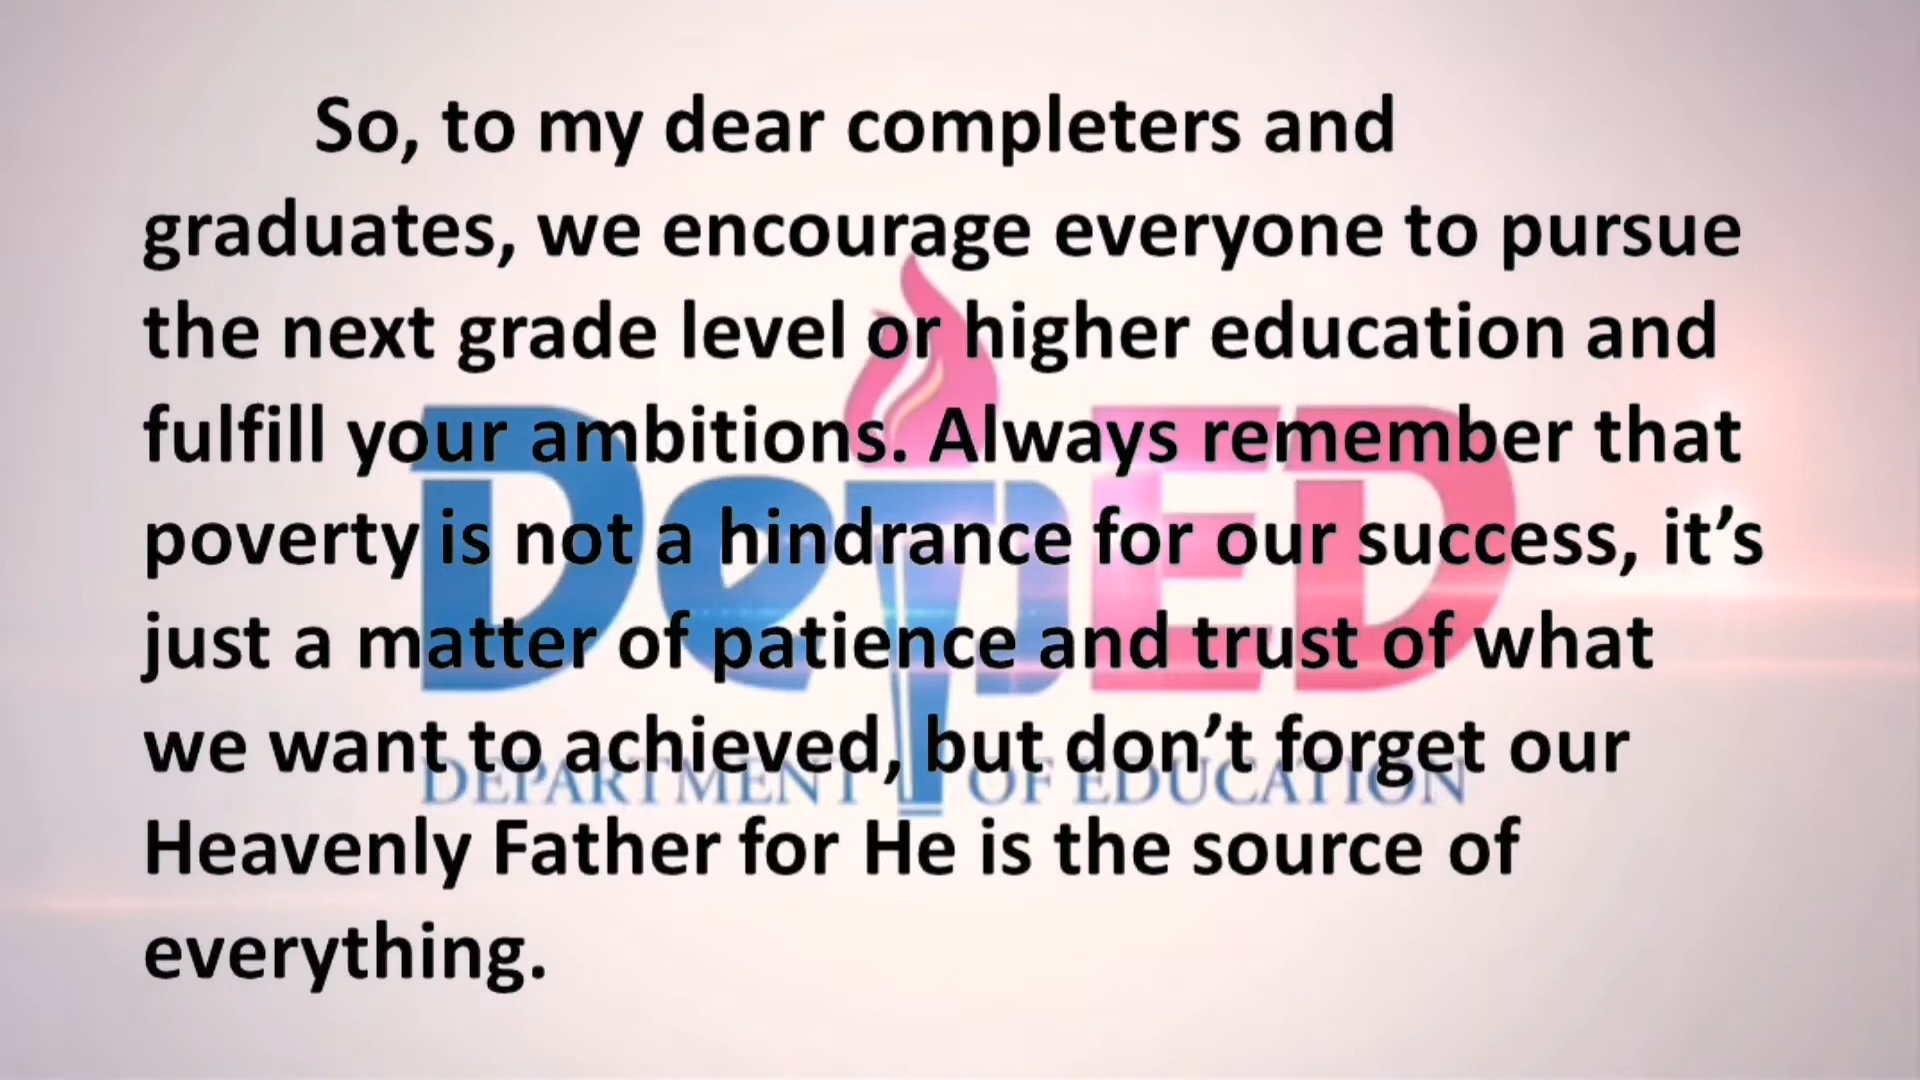 So, to my dear completers and
graduates, we encourage everyone to pursue
the next grade level or higher education and
fulfill your ambitions. Always remember that
poverty is not a hindrance for our success, it’s
just a matter of patience and trust of what
we want to achieved, but don’t forget our
Heavenly Father for He is the source of
everything.
DepED
DEPARTMENT OF EDUCATION